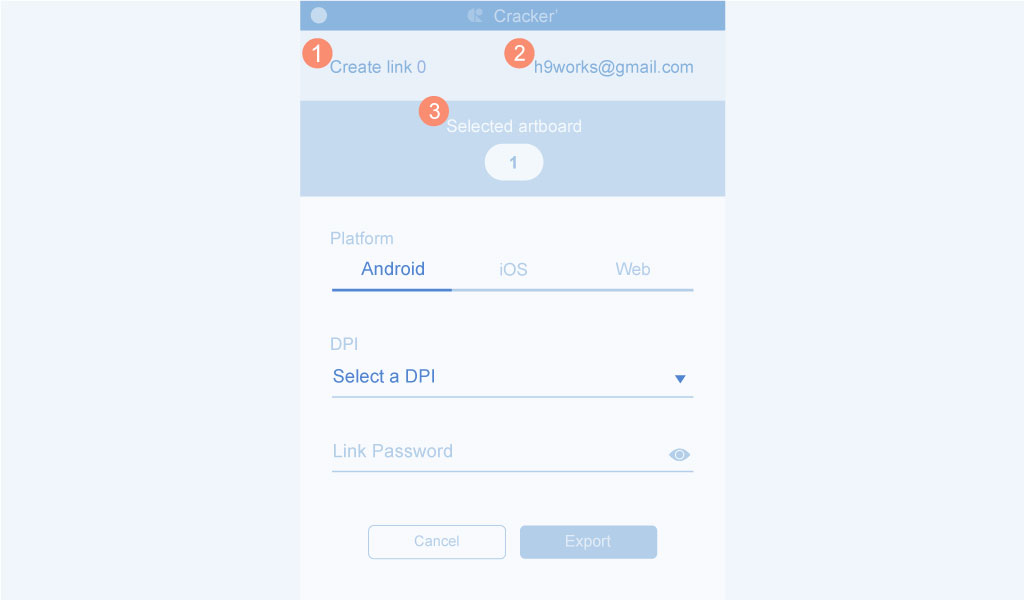 Cracker'
1
Create link 0
2
h9works@gmail.com
3
Selected artboard
1
Platform
Android iOS Web
DPI
Select a DPI
Link Password
Cancel Export